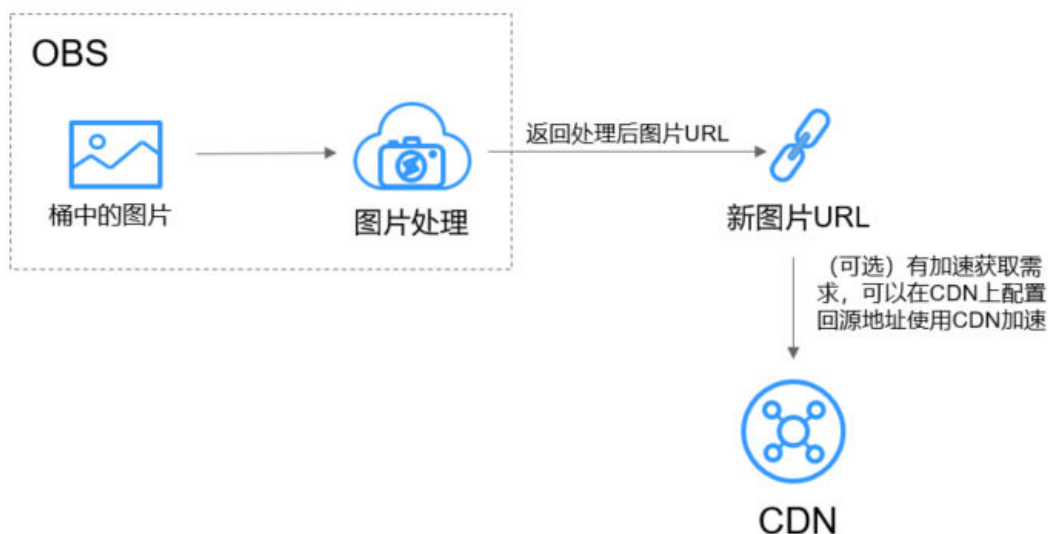 OBS
桶中的图片
图片处理
返回处理后图片URL
新图片URL
（可选）有加速获取需
求，可以在CDN上配置
回源地址使用CDN加速
CDN